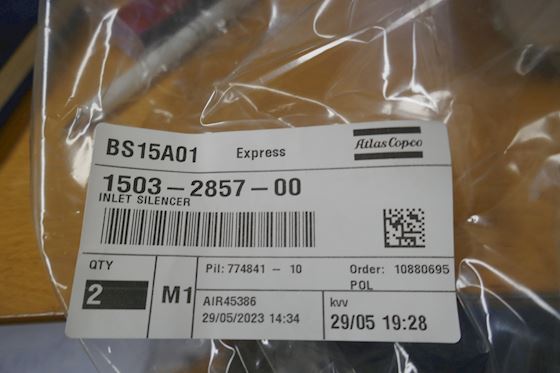 BS15A01 Express Atlas Copco
1503-2857-00
INLET SILENCER
QTY
2
M1
Pil: 774841 - 10 Order: 10880695
POL
AIR45386
29/05/2023 14:34
kvv
29/05 19:28